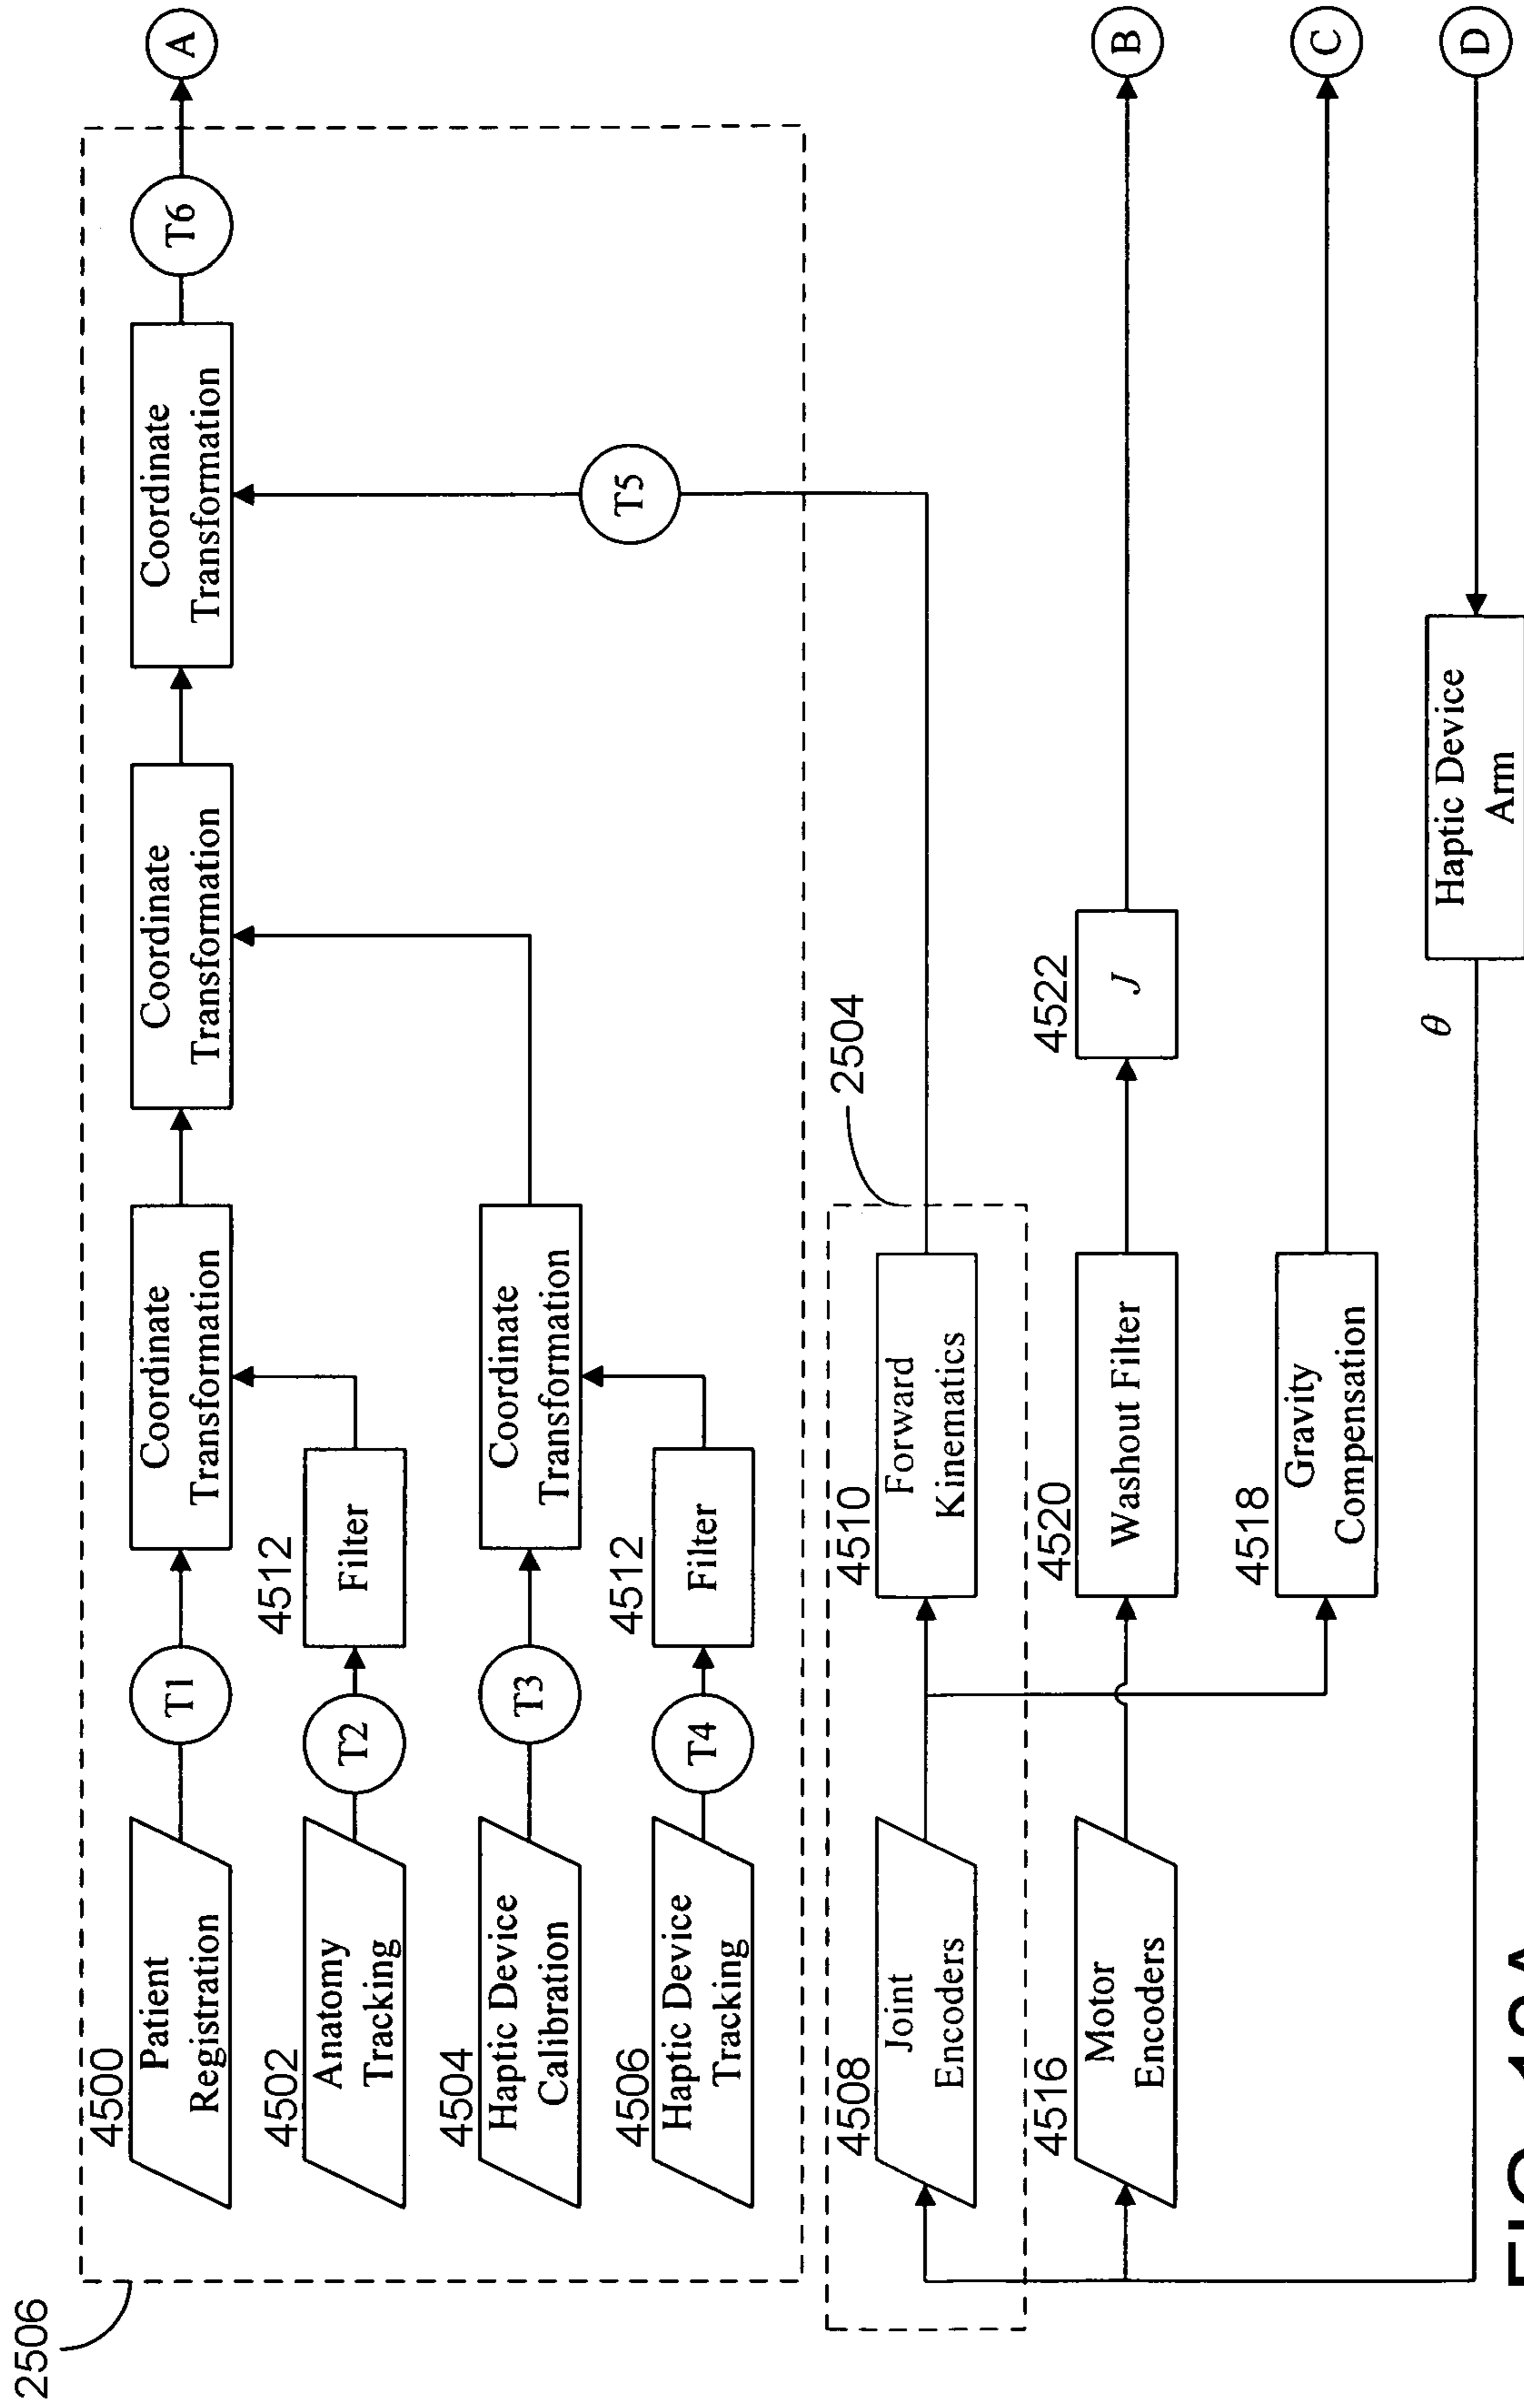 2506
4500
Patient
Registration
T1
Coordinate
Transformation
Coordinate
Transformation
Coordinate
Transformation
T6
A
4502
Anatomy
Tracking
T2
4512
Filter
4504
Haptic Device
Calibration
T3
Coordinate
Transformation
4506
Haptic Device
Tracking
T4
4512
Filter
T5
2504
4508
Joint
Encoders
4510
Forward
Kinematics
4516
Motor
Encoders
4520
Washout Filter
4522
J
B
4518
Gravity
Compensation
C
θ
Haptic Device
Arm
D